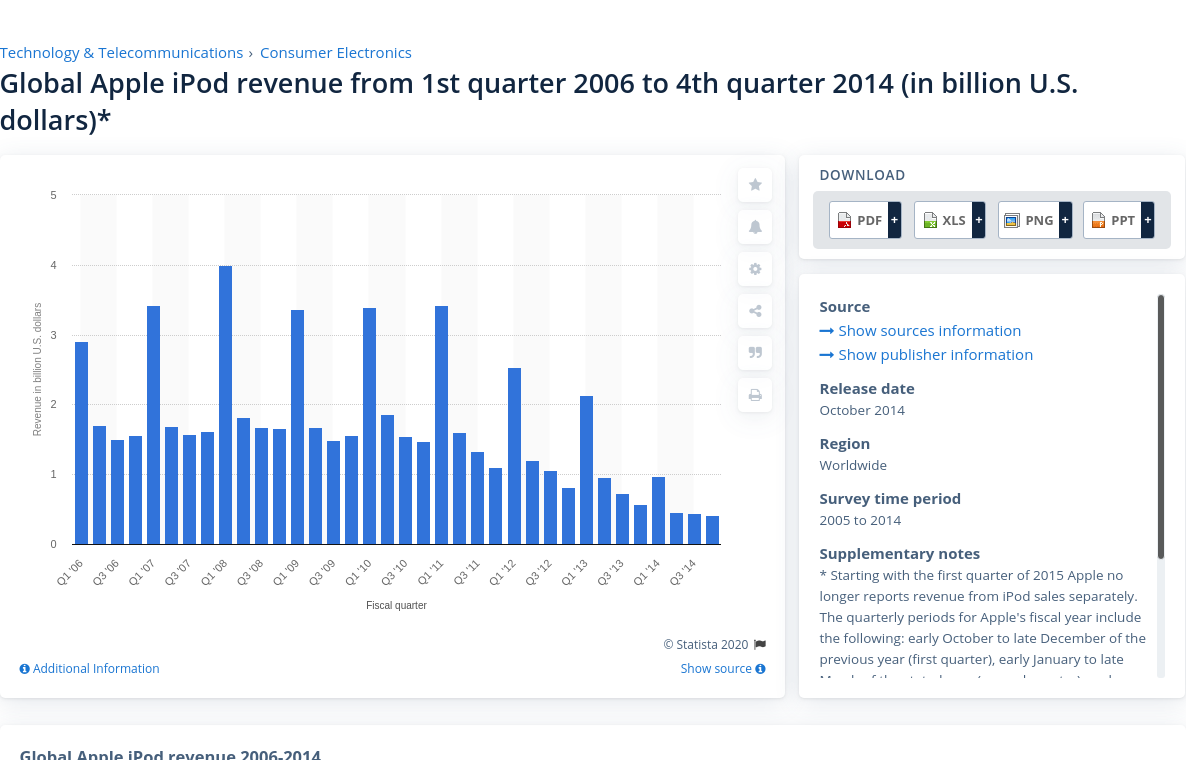 Technology & Telecommunications › Consumer Electronics
Global Apple iPod revenue from 1st quarter 2006 to 4th quarter 2014 (in billion U.S.
dollars)*
5
4
3
2
1
0
Revenue in billion U.S. dollars
Q1 '06
Q3 '06
Q1 '07
Q3 '07
Q1 '08
Q3 '08
Q1 '09
Q3 '09
Q1 '10
Q3 '10
Q1 '11
Q3 '11
Q1 '12
Q3 '12
Q1 '13
Q3 '13
Q1 '14
Q3 '14
Fiscal quarter
© Statista 2020
Additional Information
Show source
DOWNLOAD
PDF +
XLS +
PNG +
PPT +
Source
Show sources information
Show publisher information
Release date
October 2014
Region
Worldwide
Survey time period
2005 to 2014
Supplementary notes
* Starting with the first quarter of 2015 Apple no
longer reports revenue from iPod sales separately.
The quarterly periods for Apple's fiscal year include
the following: early October to late December of the
previous year (first quarter), early January to late
Global Apple iPod revenue 2006-2014